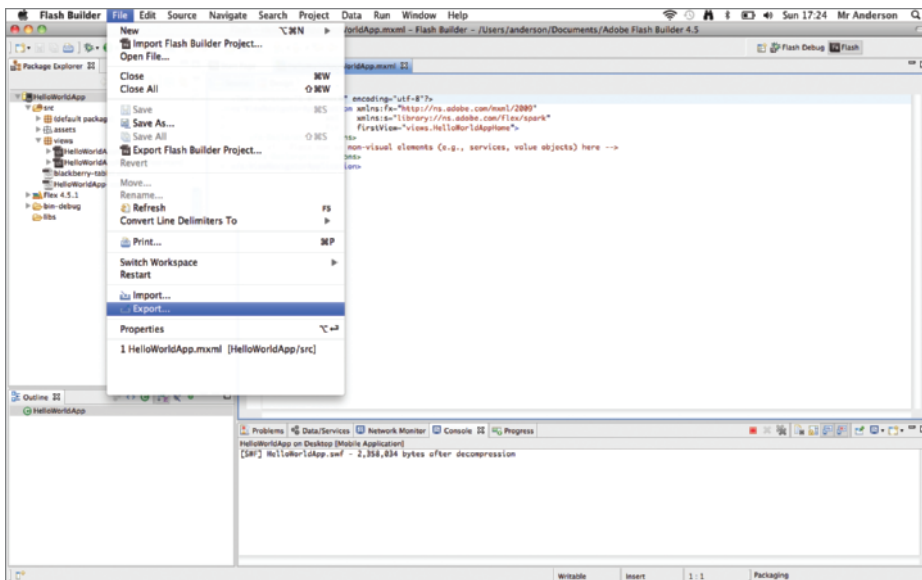 Flash Builder File Edit Source Navigate Search Project Data Run Window Help Sun 17:24 Mr Anderson
/orldApp.mxml – Flash Builder – /Users/anderson/Documents/Adobe Flash Builder 4.5
Flash Debug Flash
Package Explorer
HelloWorldApp
src
(default packag
assets
views
HelloWorldA
HelloWorldA
blackberry-tabl
HelloWorldApp
Flex 4.5.1
bin-debug
libs
New ⌥⌘N
Import Flash Builder Project...
Open File...
Close ⌘W
Close All ⇧⌘W
Save ⌘S
Save As...
Save All ⇧⌘S
Export Flash Builder Project...
Revert
Move...
Rename...
Refresh F5
Convert Line Delimiters To
Print... ⌘P
Switch Workspace
Restart
Import...
Export...
Properties ⌥⏎
1 HelloWorldApp.mxml [HelloWorldApp/src]
orldApp.mxml
" encoding="utf-8"?>
on xmlns:fx="http://ns.adobe.com/mxml/2009"
xmlns:s="library://ns.adobe.com/flex/spark"
firstView="views.HelloWorldAppHome">
ns>
non-visual elements (e.g., services, value objects) here -->
ons>
ion>
Outline
HelloWorldApp
Problems Data/Services Network Monitor Console Progress
HelloWorldApp on Desktop [Mobile Application]
[SWF] HelloWorldApp.swf - 2,358,034 bytes after decompression
Writable Insert 1 : 1 Packaging